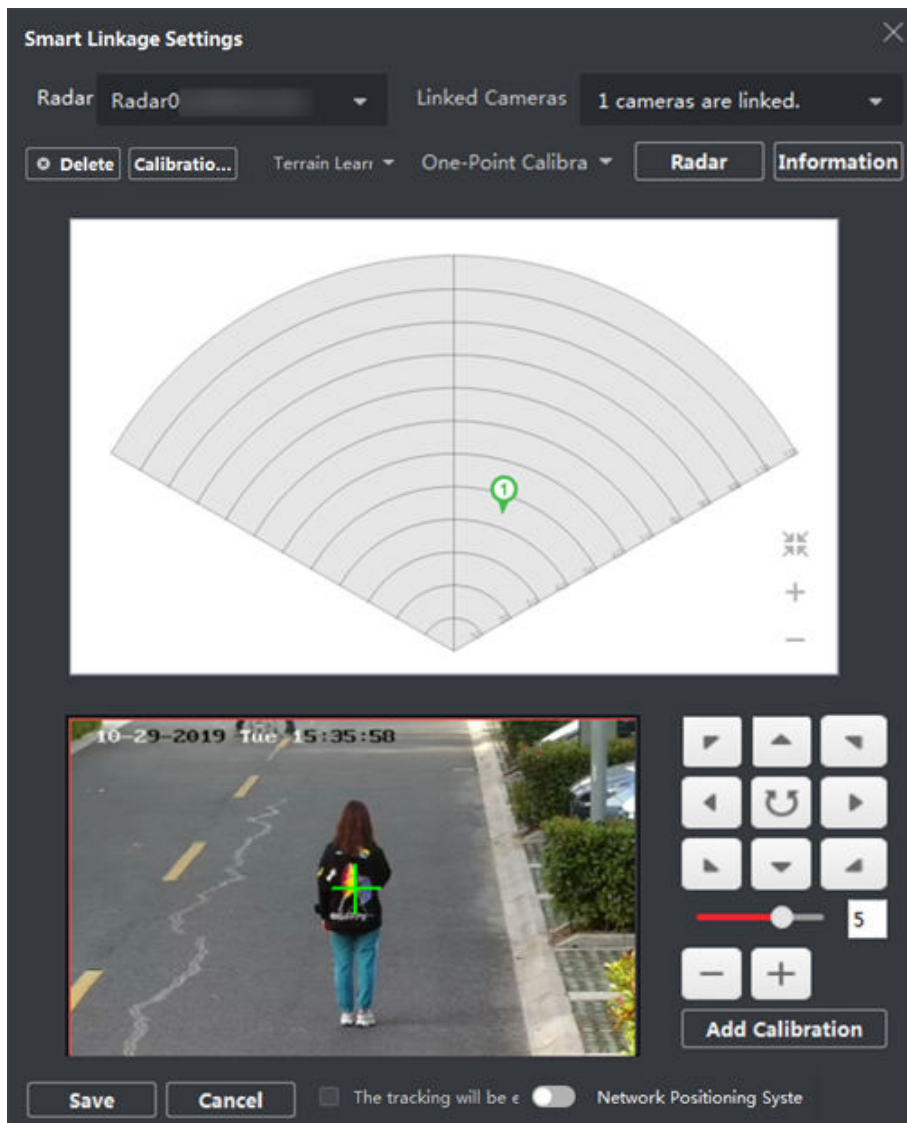 Smart Linkage Settings
Radar Radar0 Linked Cameras 1 cameras are linked.
Delete Calibratio... Terrain Learr One-Point Calibra Radar Information
1
10-29-2019 Tue 15:35:58
5
Add Calibration
Save Cancel The tracking will be e Network Positioning Syste